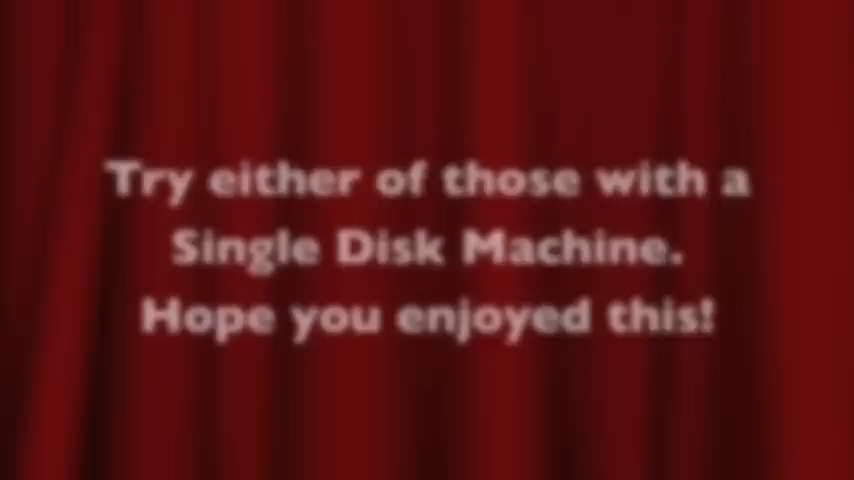 Try either of those with a
Single Disk Machine.
Hope you enjoyed this!